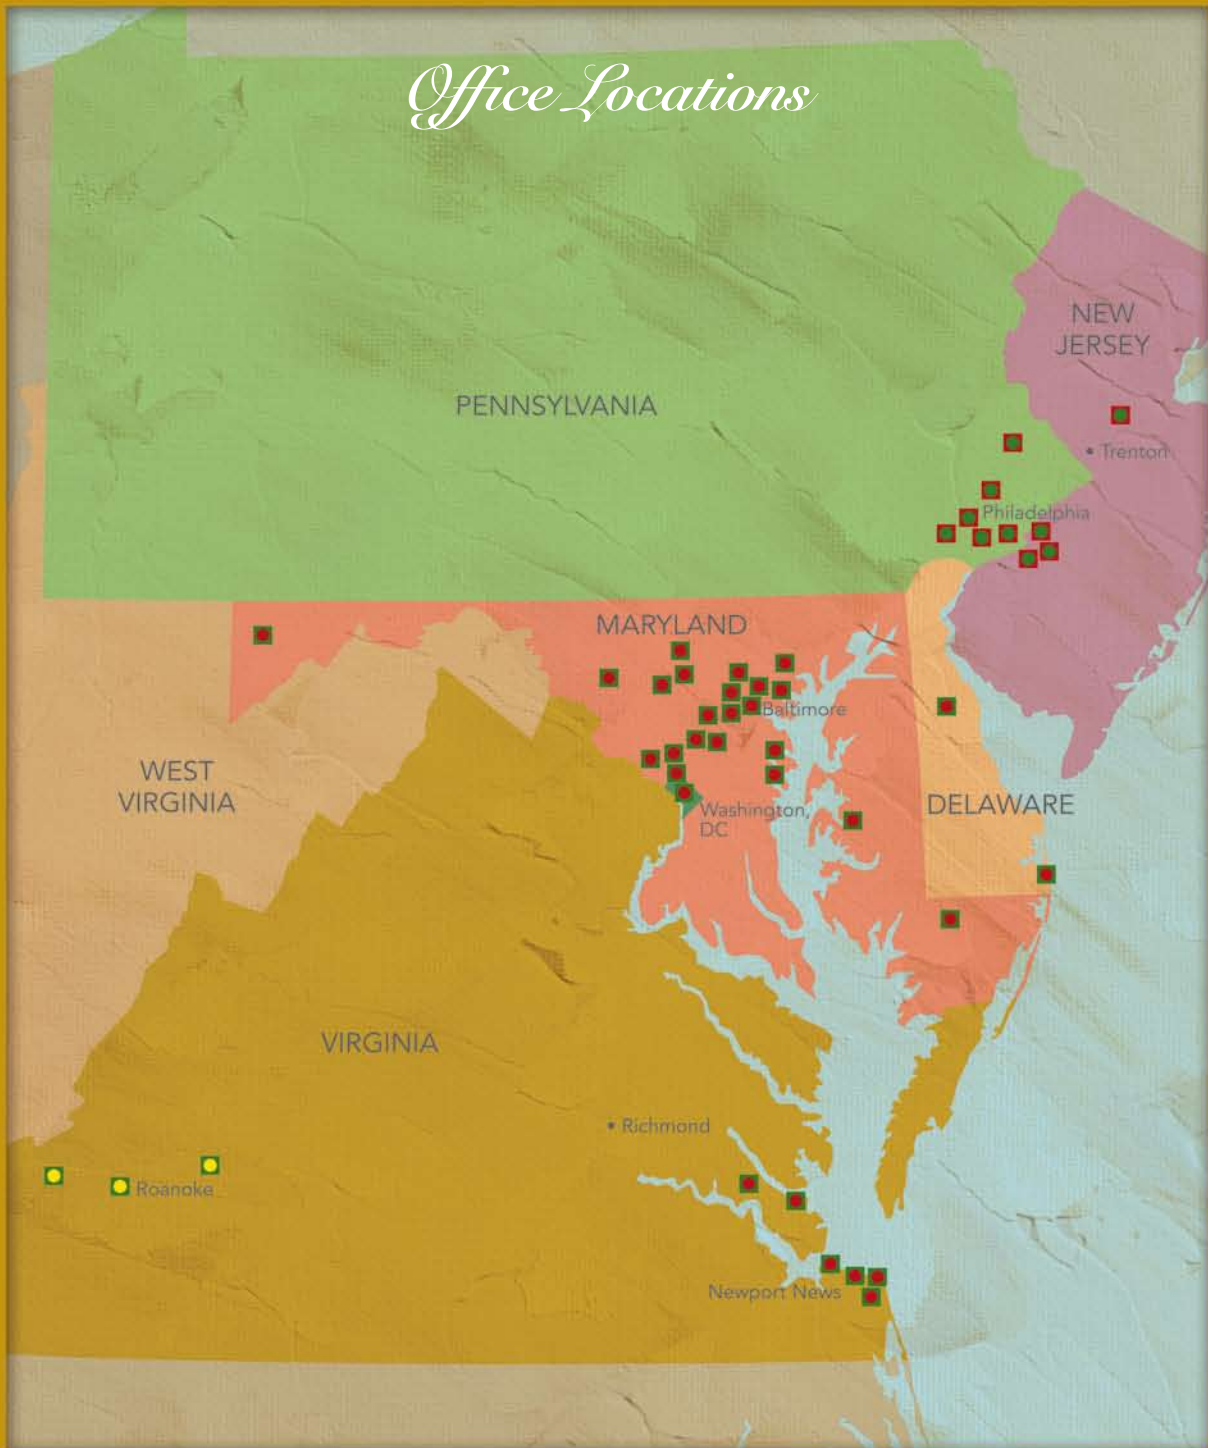 Office Locations
NEW
JERSEY
PENNSYLVANIA
• Trenton
Philadelphia
MARYLAND
Baltimore
WEST
VIRGINIA
DELAWARE
Washington,
DC
VIRGINIA
• Richmond
Roanoke
Newport News